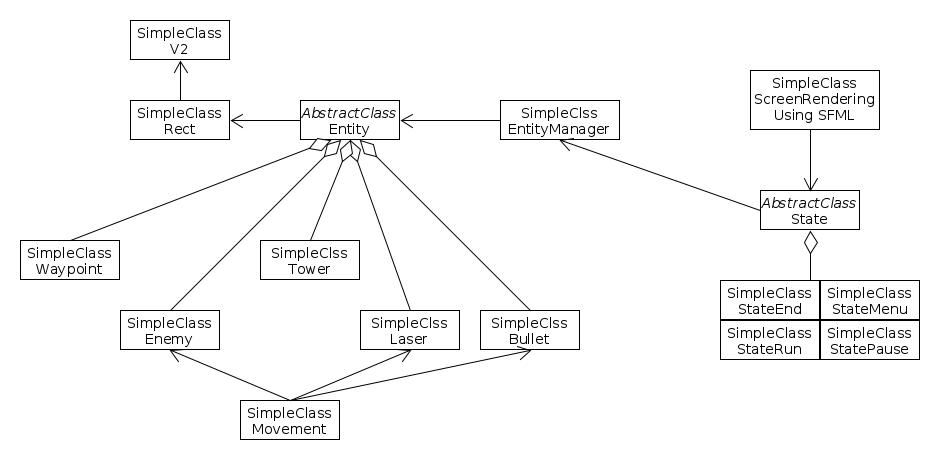 SimpleClass
V2
SimpleClass
Rect
AbstractClass
Entity
SimpleClss
EntityManager
SimpleClass
ScreenRendering
Using SFML
AbstractClass
State
SimpleClass
Waypoint
SimpleClss
Tower
SimpleClass
Enemy
SimpleClss
Laser
SimpleClss
Bullet
SimpleClass
StateEnd
SimpleClass
StateMenu
SimpleClass
StateRun
SimpleClass
StatePause
SimpleClass
Movement